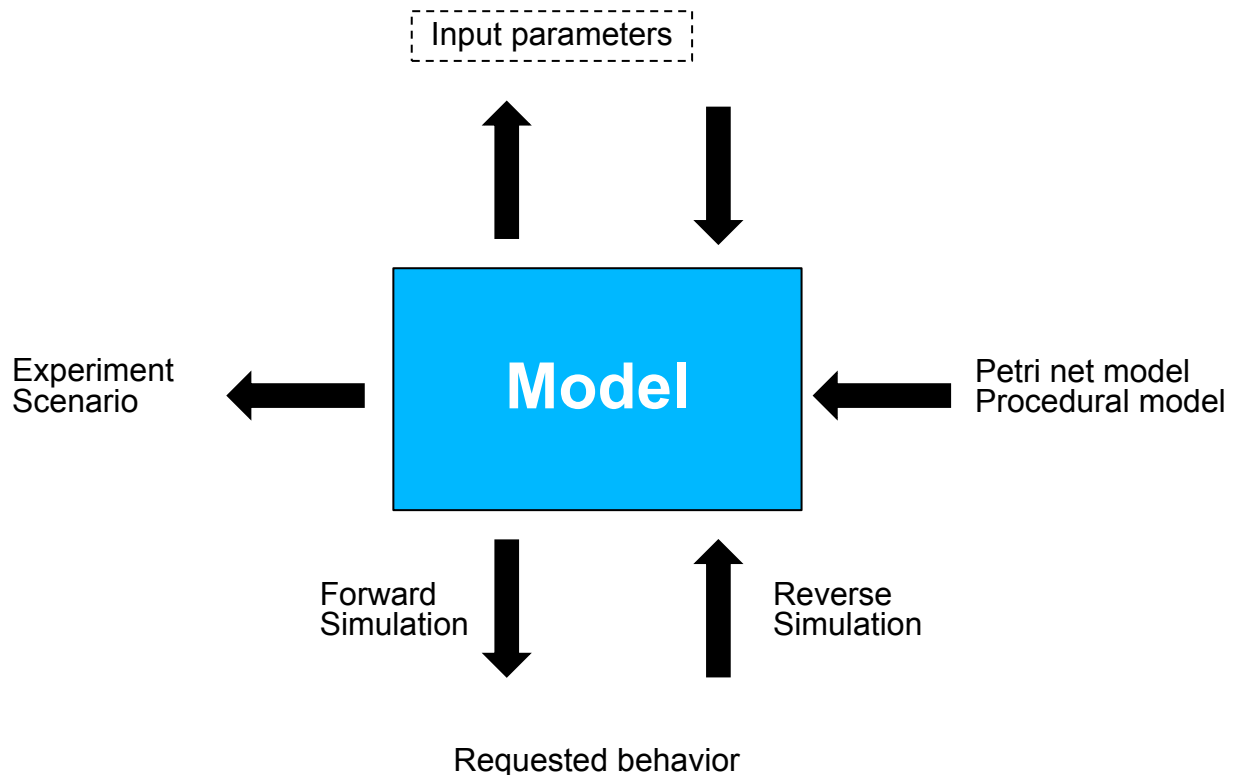 Input parameters
Experiment
Scenario
Model
Petri net model
Procedural model
Forward
Simulation
Reverse
Simulation
Requested behavior